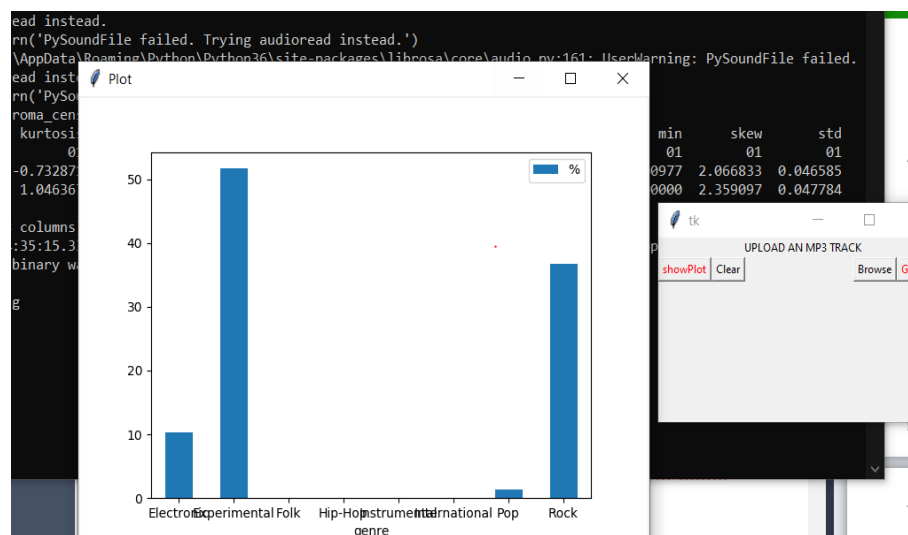 ead instead.
rn('PySoundFile failed. Trying audioread instead.')
\AppData\Roaming\Python\Python36\site-packages\librosa\core\audio.py:161: UserWarning: PySoundFile failed.
ead inst
rn('PySo
roma_cen
kurtosi min skew std
01 01 01
-0.73287 0977 2.066833 0.046585
1.04636 0000 2.359097 0.047784
columns
:35:15.3
binary wa
g
Plot
%
50
40
30
20
10
0
Electronic Experimental Folk Hip-Hop Instrumental International Pop Rock
genre
tk
UPLOAD AN MP3 TRACK
showPlot Clear Browse G